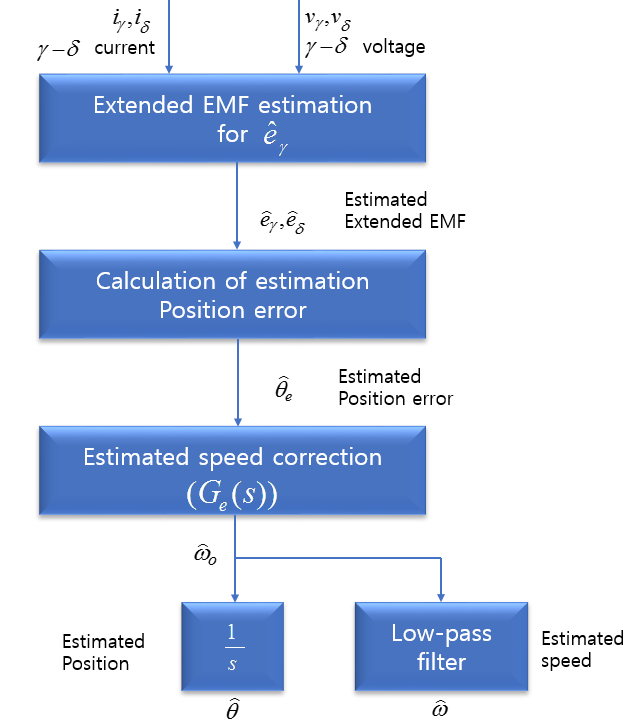 i_γ, i_δ
γ−δ current
v_γ, v_δ
γ−δ voltage
Extended EMF estimation
for ê_γ
ê_γ, ê_δ
Estimated
Extended EMF
Calculation of estimation
Position error
θ̂_e
Estimated
Position error
Estimated speed correction
(G_e(s))
ω̂_o
Estimated
Position
1
s
Low-pass
filter
Estimated
speed
θ̂
ω̂